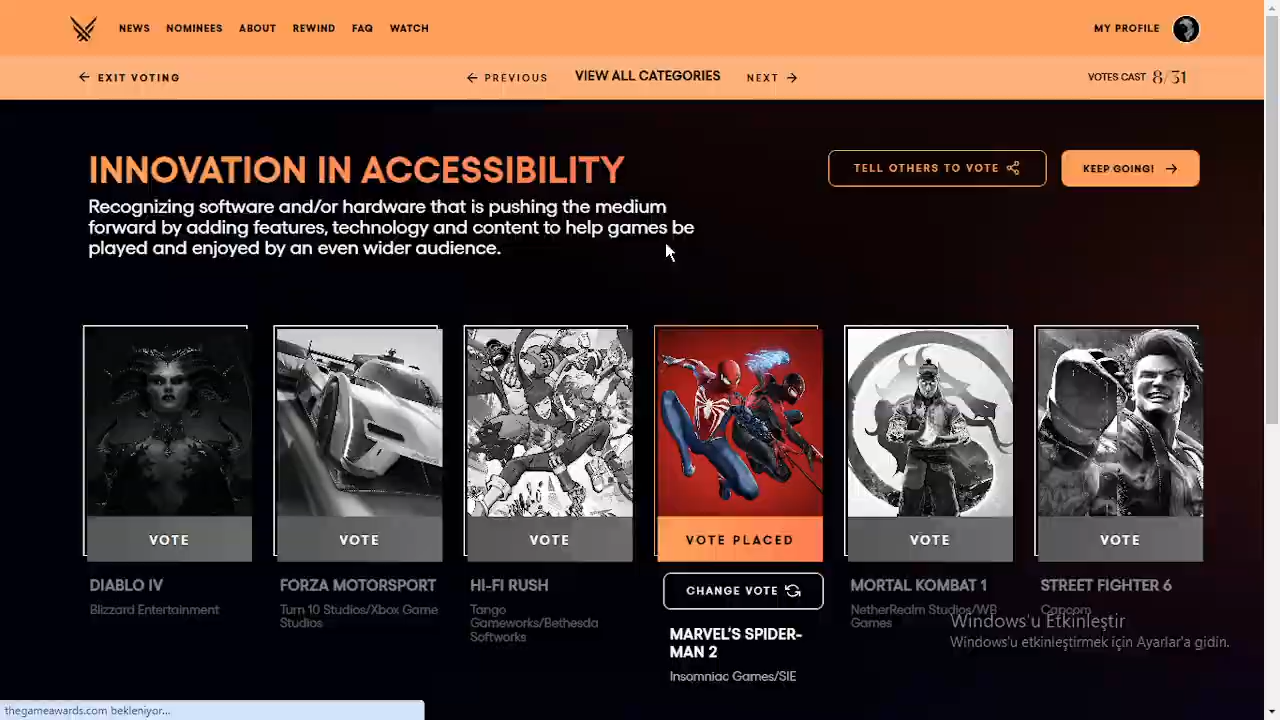 NEWS NOMINEES ABOUT REWIND FAQ WATCH MY PROFILE
EXIT VOTING PREVIOUS VIEW ALL CATEGORIES NEXT VOTES CAST 8/31
INNOVATION IN ACCESSIBILITY
TELL OTHERS TO VOTE KEEP GOING!
Recognizing software and/or hardware that is pushing the medium
forward by adding features, technology and content to help games be
played and enjoyed by an even wider audience.
VOTE VOTE VOTE VOTE PLACED VOTE VOTE
DIABLO IV
Blizzard Entertainment
FORZA MOTORSPORT
Turn 10 Studios/Xbox Game
Studios
HI-FI RUSH
Tango
Gameworks/Bethesda
Softworks
CHANGE VOTE
MARVEL'S SPIDER-
MAN 2
Insomniac Games/SIE
MORTAL KOMBAT 1
NetherRealm Studios/WB
Games
STREET FIGHTER 6
Capcom
Windows'u Etkinleştir
Windows'u etkinleştirmek için Ayarlar'a gidin.
thegameawards.com bekleniyor...